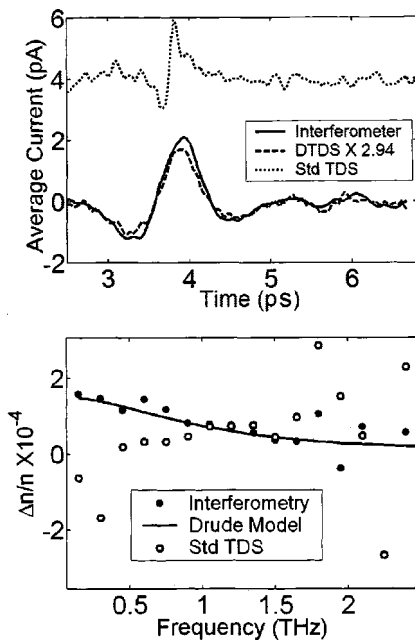 6
4
2
0
-2
Average Current (pA)
Interferometer
DTDS X 2.94
Std TDS
3
4
5
6
Time (ps)
2
0
-2
Δn/n X10⁻⁴
Interferometry
Drude Model
Std TDS
0.5
1
1.5
2
Frequency (THz)